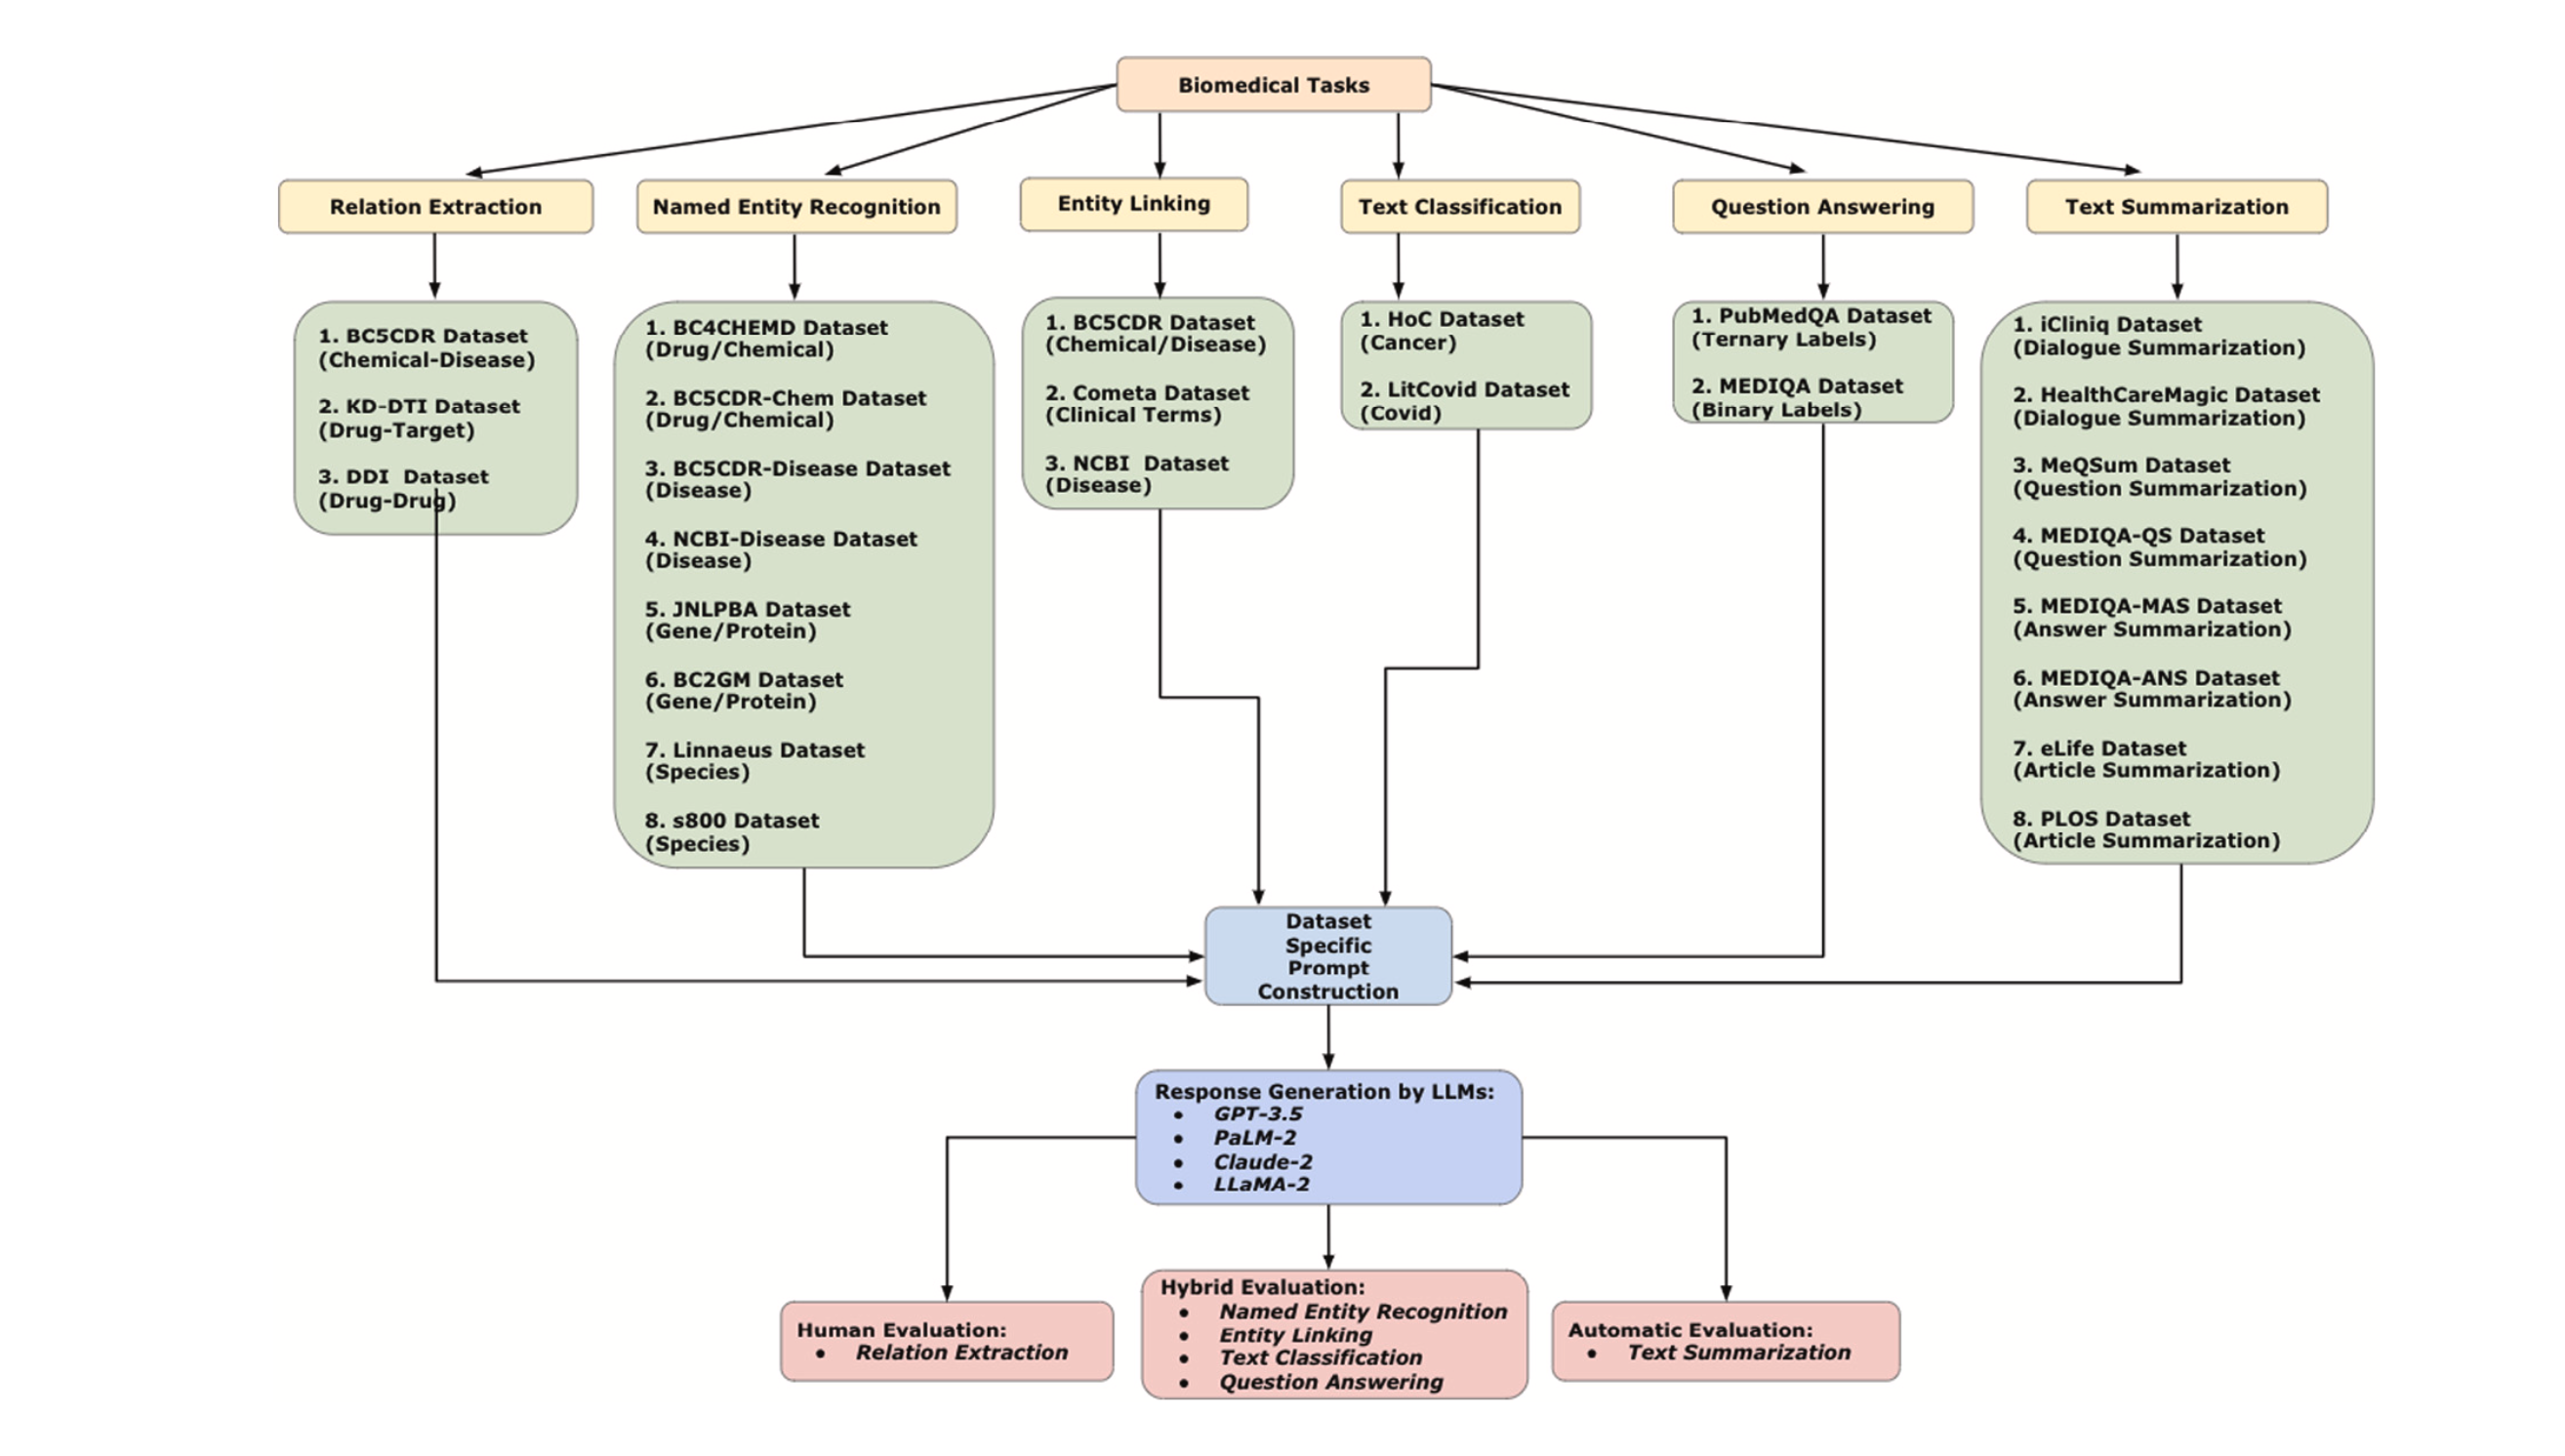 Biomedical Tasks
Relation Extraction
Named Entity Recognition
Entity Linking
Text Classification
Question Answering
Text Summarization
1. BC5CDR Dataset
(Chemical-Disease)
2. KD-DTI Dataset
(Drug-Target)
3. DDI Dataset
(Drug-Drug)
1. BC4CHEMD Dataset
(Drug/Chemical)
2. BC5CDR-Chem Dataset
(Drug/Chemical)
3. BC5CDR-Disease Dataset
(Disease)
4. NCBI-Disease Dataset
(Disease)
5. JNLPBA Dataset
(Gene/Protein)
6. BC2GM Dataset
(Gene/Protein)
7. Linnaeus Dataset
(Species)
8. s800 Dataset
(Species)
1. BC5CDR Dataset
(Chemical/Disease)
2. Cometa Dataset
(Clinical Terms)
3. NCBI Dataset
(Disease)
1. HoC Dataset
(Cancer)
2. LitCovid Dataset
(Covid)
1. PubMedQA Dataset
(Ternary Labels)
2. MEDIQA Dataset
(Binary Labels)
1. iCliniq Dataset
(Dialogue Summarization)
2. HealthCareMagic Dataset
(Dialogue Summarization)
3. MeQSum Dataset
(Question Summarization)
4. MEDIQA-QS Dataset
(Question Summarization)
5. MEDIQA-MAS Dataset
(Answer Summarization)
6. MEDIQA-ANS Dataset
(Answer Summarization)
7. eLife Dataset
(Article Summarization)
8. PLOS Dataset
(Article Summarization)
Dataset
Specific
Prompt
Construction
Response Generation by LLMs:
• GPT-3.5
• PaLM-2
• Claude-2
• LLaMA-2
Human Evaluation:
• Relation Extraction
Hybrid Evaluation:
• Named Entity Recognition
• Entity Linking
• Text Classification
• Question Answering
Automatic Evaluation:
• Text Summarization